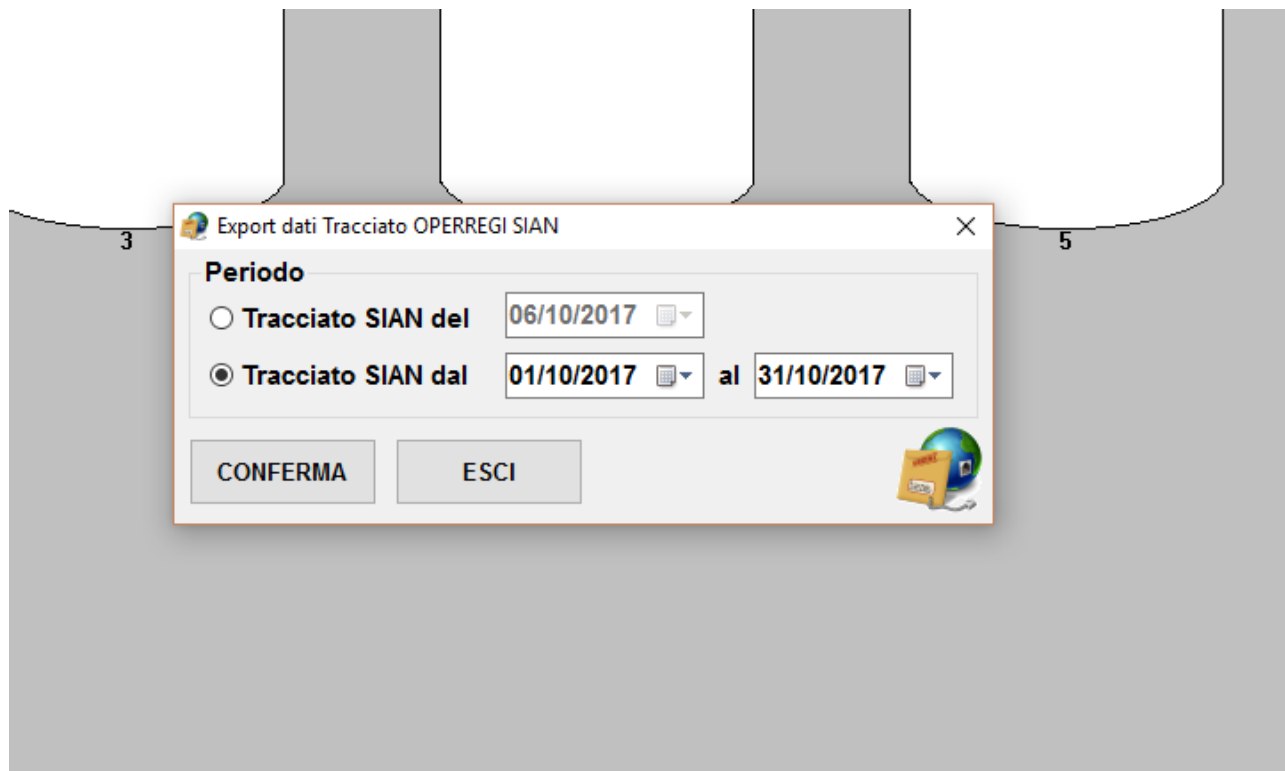 Export dati Tracciato OPERREGI SIAN
3
5
Periodo
Tracciato SIAN del 06/10/2017
Tracciato SIAN dal 01/10/2017 al 31/10/2017
CONFERMA ESCI